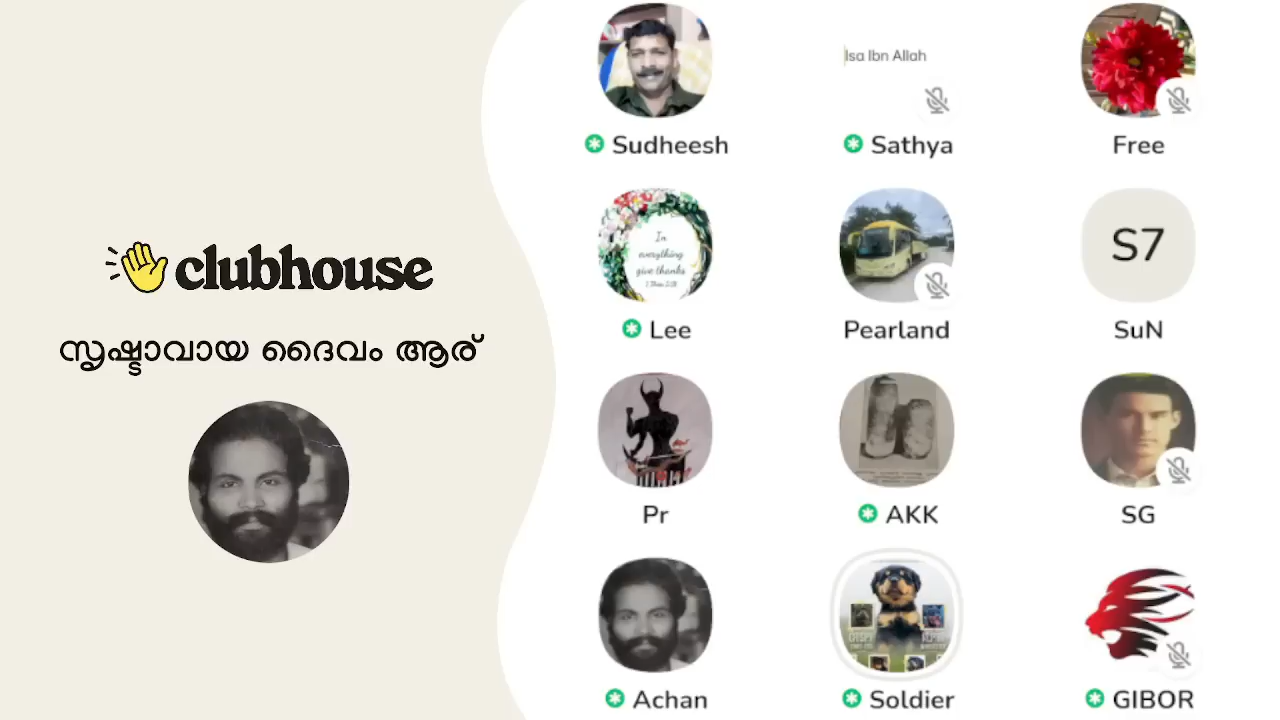 clubhouse
സൃഷ്ടാവായ ദൈവം ആര്
Isa Ibn Allah
Sudheesh
Sathya
Free
In
everything
give thanks
S7
Lee
Pearland
SuN
Pr
AKK
SG
Achan
Soldier
GIBOR